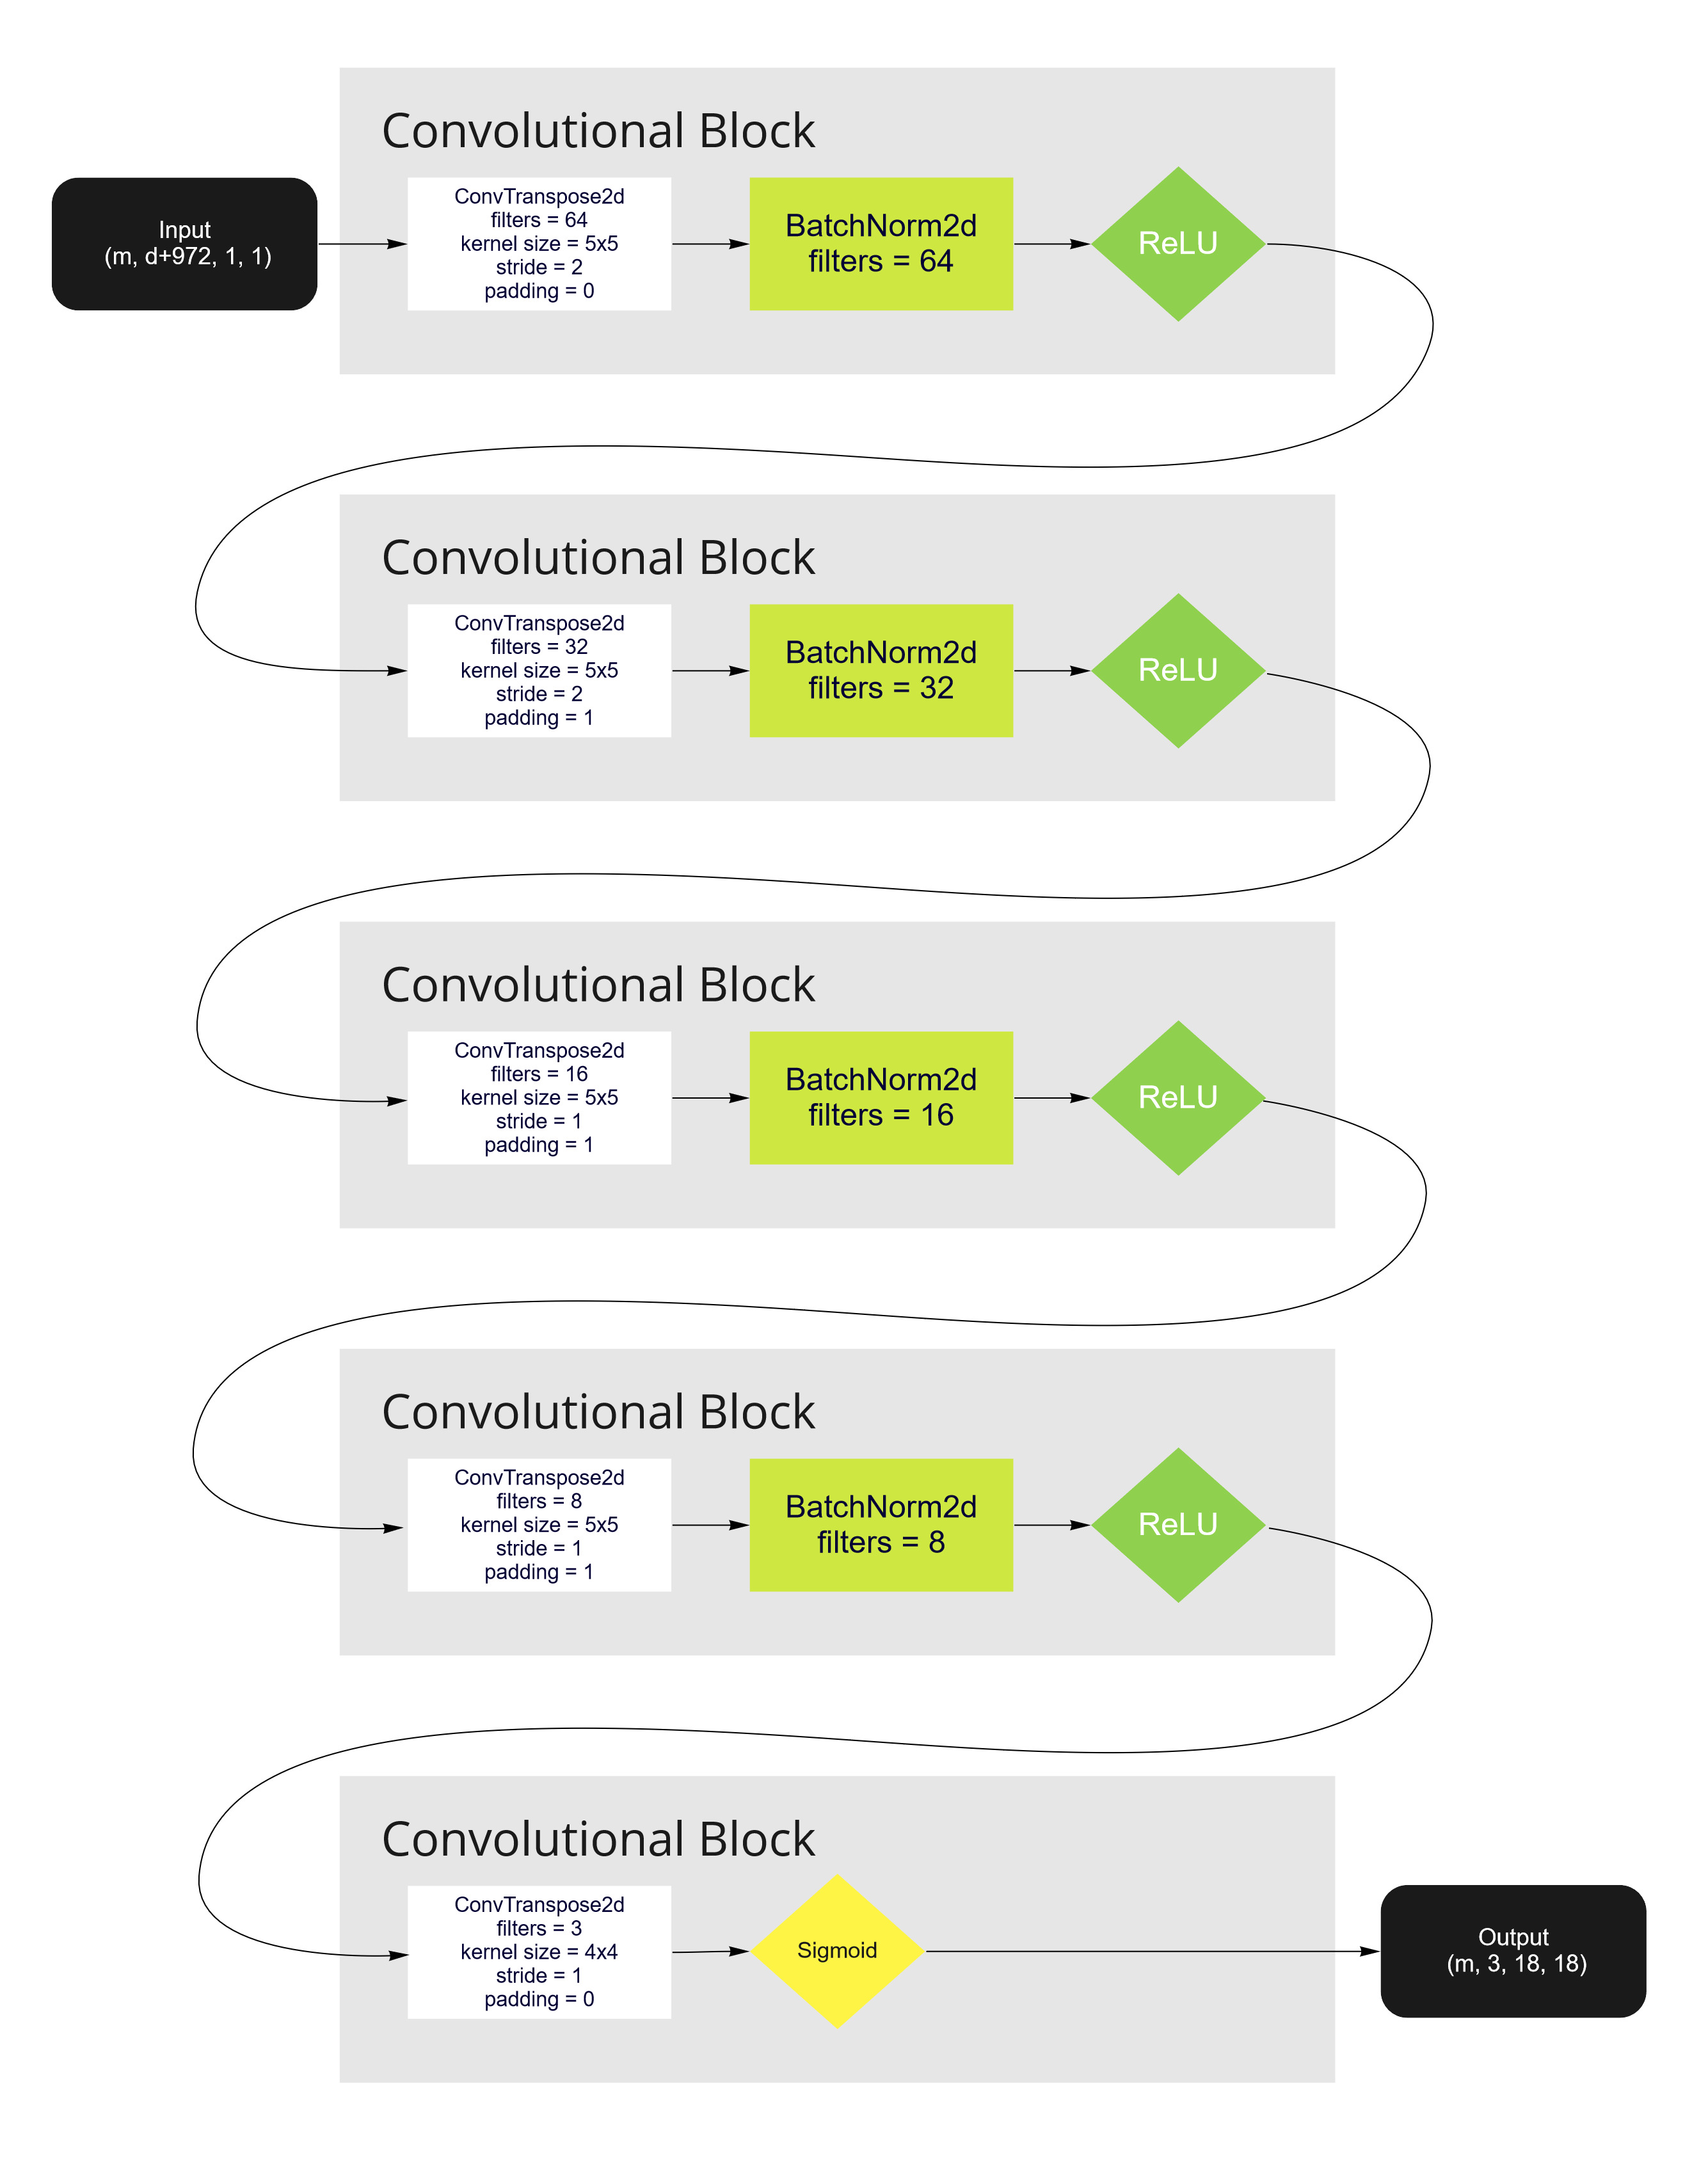 Convolutional Block
Input
(m, d+972, 1, 1)
ConvTranspose2d
filters = 64
kernel size = 5x5
stride = 2
padding = 0
BatchNorm2d
filters = 64
ReLU
Convolutional Block
ConvTranspose2d
filters = 32
kernel size = 5x5
stride = 2
padding = 1
BatchNorm2d
filters = 32
ReLU
Convolutional Block
ConvTranspose2d
filters = 16
kernel size = 5x5
stride = 1
padding = 1
BatchNorm2d
filters = 16
ReLU
Convolutional Block
ConvTranspose2d
filters = 8
kernel size = 5x5
stride = 1
padding = 1
BatchNorm2d
filters = 8
ReLU
Convolutional Block
ConvTranspose2d
filters = 3
kernel size = 4x4
stride = 1
padding = 0
Sigmoid
Output
(m, 3, 18, 18)